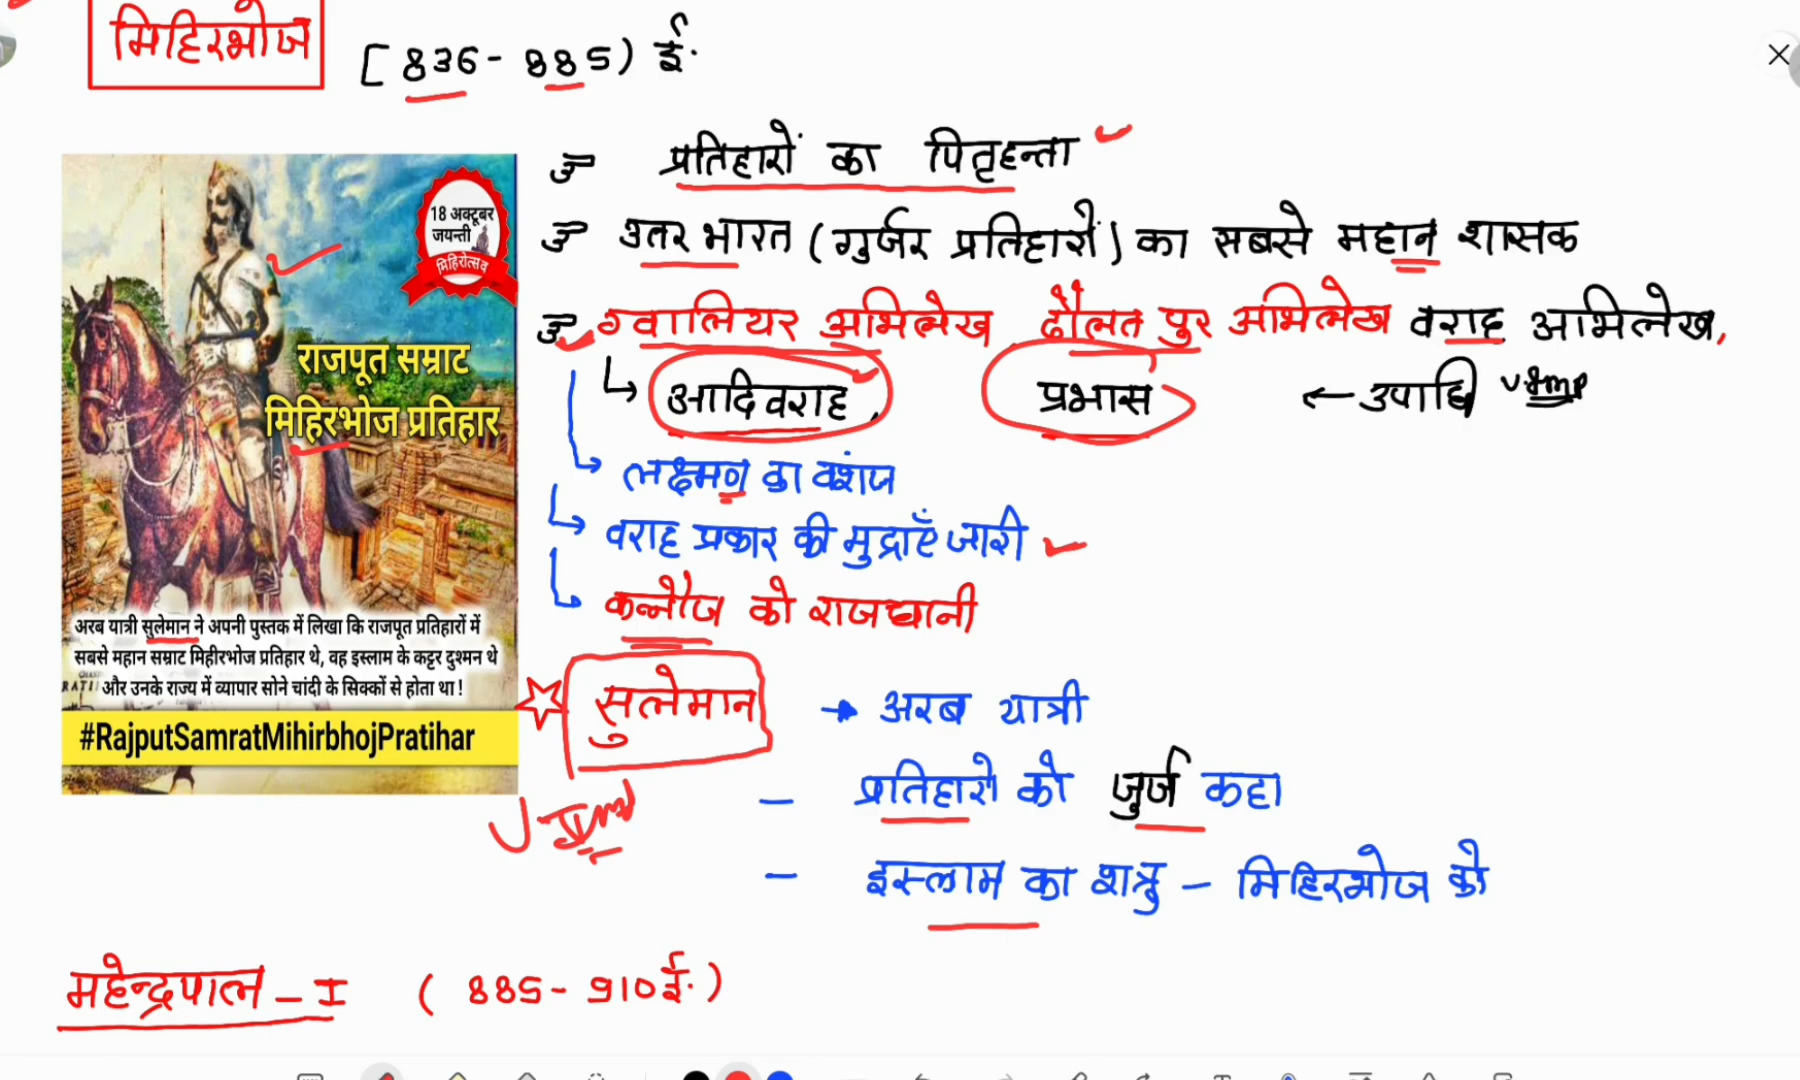 मिहिरभोज [836- 885) ई.
प्रतिहारों का पितृहन्ता
उत्तर भारत (गुर्जर प्रतिहारों) का सबसे महान शासक
ग्वालियर अभिलेख दौलत पुर अभिलेख वराह अभिलेख,
आदिवराह, प्रभास ← उपाधि Imp
लक्ष्मण का वंशज
वराह प्रकार की मुद्राएँ जारी
कन्नौज को राजधानी
सुलेमान → अरब यात्री
- प्रतिहारो को जुर्ज कहा
- इस्लाम का शत्रु - मिहिरभोज को
18 अक्टूबर
जयन्ती
मिहिरोत्सव
राजपूत सम्राट
मिहिरभोज प्रतिहार
अरब यात्री सुलेमान ने अपनी पुस्तक में लिखा कि राजपूत प्रतिहारों में
सबसे महान सम्राट मिहीरभोज प्रतिहार थे, वह इस्लाम के कट्टर दुश्मन थे
और उनके राज्य में व्यापार सोने चांदी के सिक्कों से होता था !
#RajputSamratMihirbhojPratihar
महेन्द्रपाल - I ( 885- 910ई.)